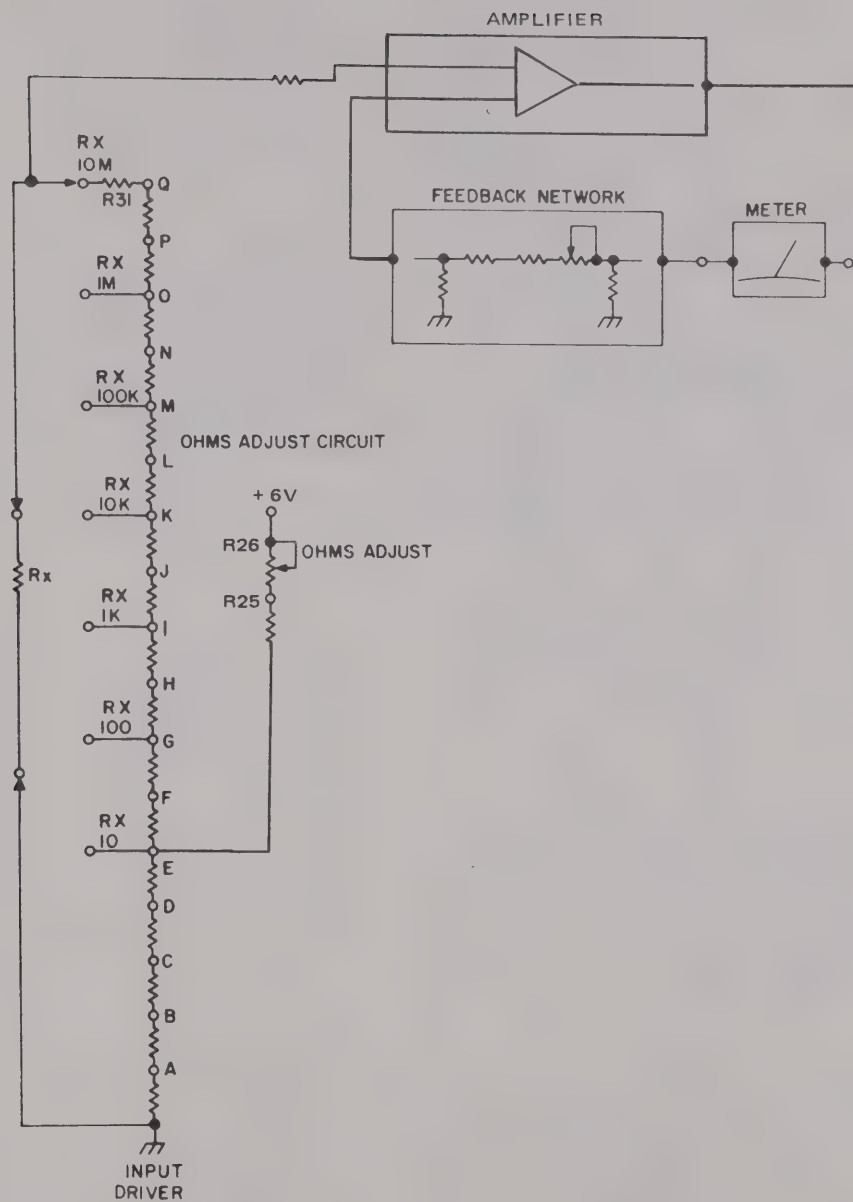 AMPLIFIER
RX
10M
R31
Q
P
RX
1M
O
N
RX
100K
M
FEEDBACK NETWORK
METER
OHMS ADJUST CIRCUIT
L
RX
10K
K
+ 6V
R26
OHMS ADJUST
J
Rx
R25
RX
1K
I
H
RX
100
G
F
RX
10
E
D
C
B
A
INPUT
DRIVER